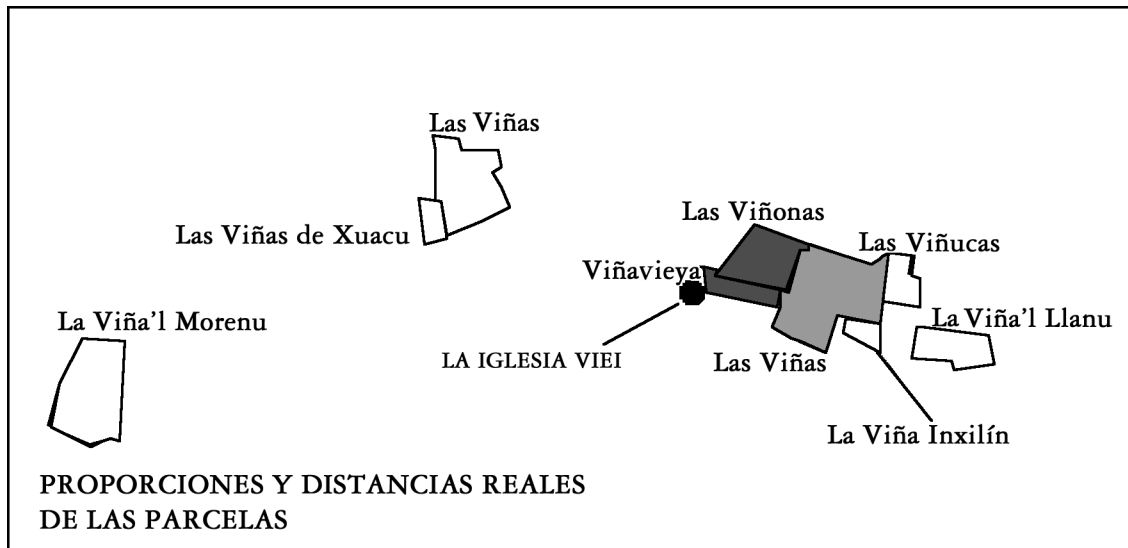 Las Viñas
Las Viñonas
Las Viñas de Xuacu
Las Viñucas
Viñavieya
La Viña'l Morenu
La Viña'l Llanu
LA IGLESIA VIEI
Las Viñas
La Viña Inxilín
PROPORCIONES Y DISTANCIAS REALES
DE LAS PARCELAS